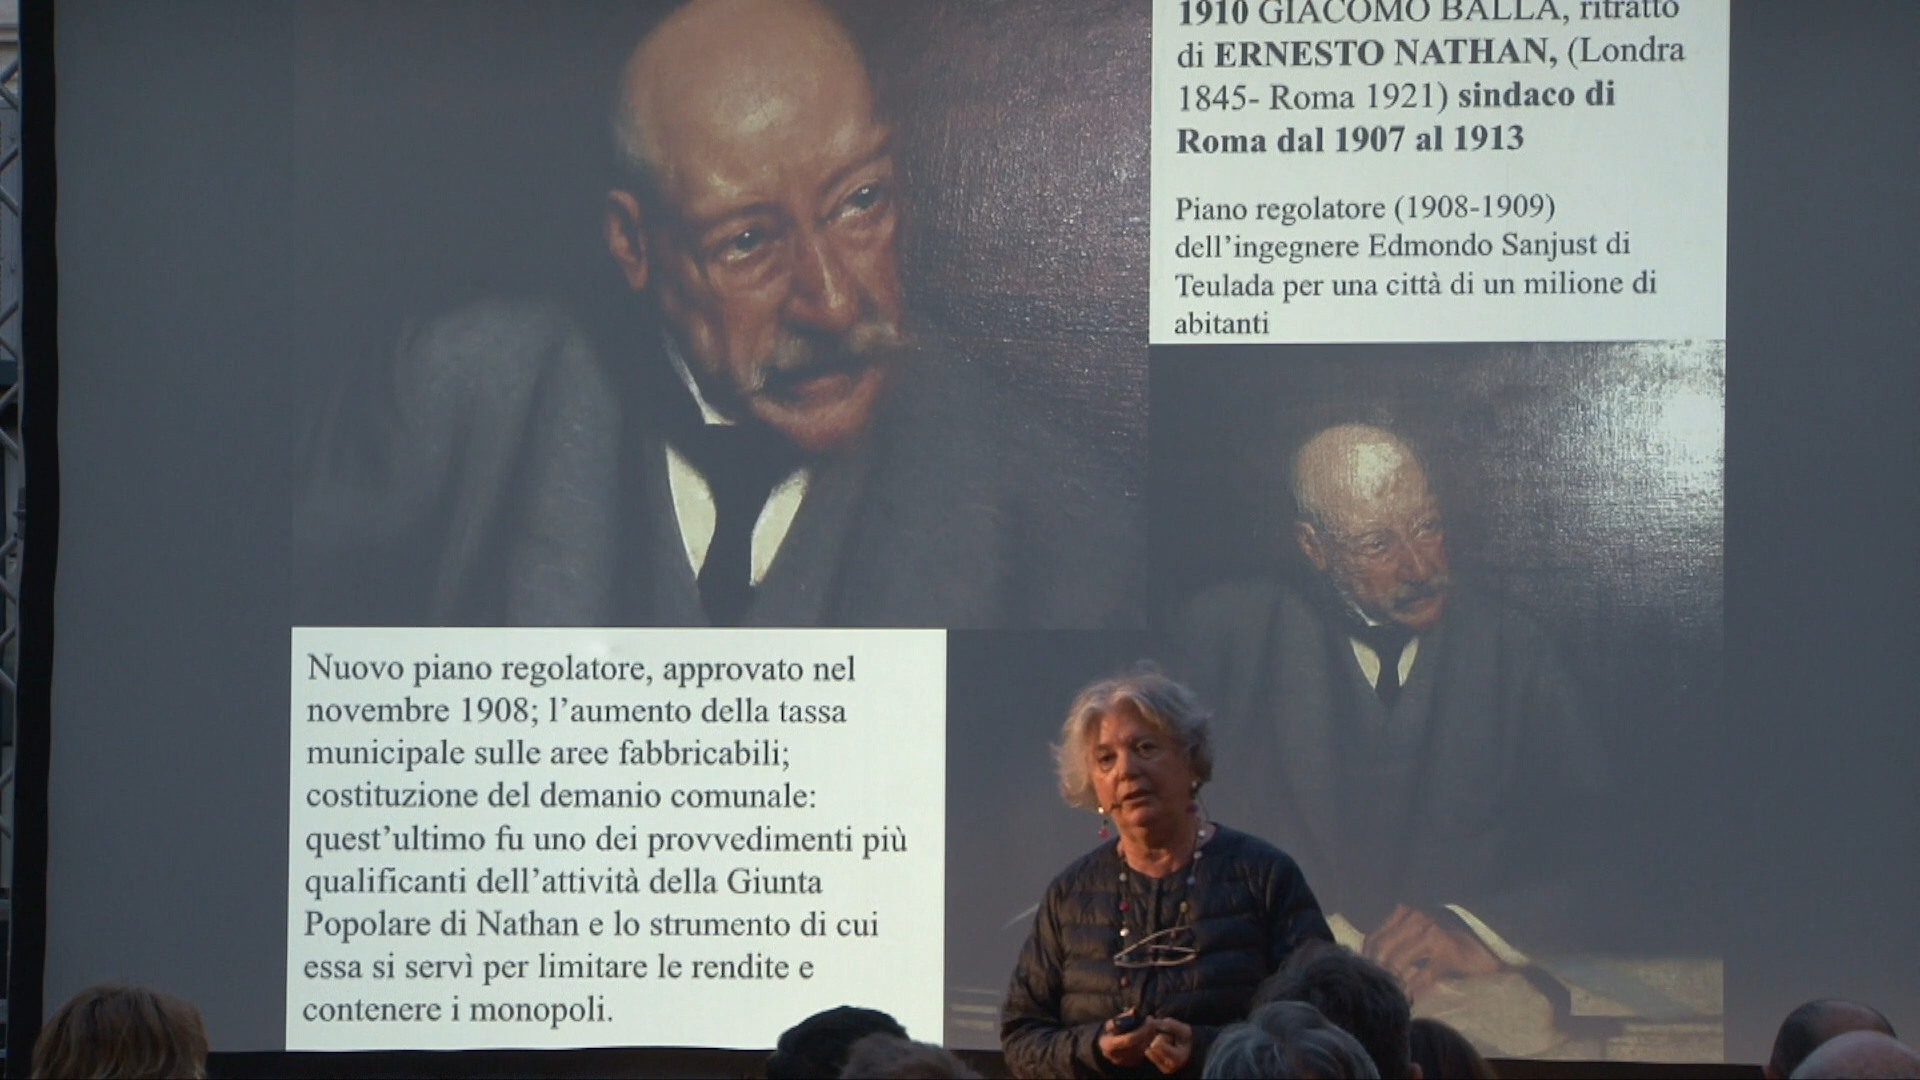 1910 GIACOMO BALLA, ritratto
di ERNESTO NATHAN, (Londra
1845- Roma 1921) sindaco di
Roma dal 1907 al 1913
Piano regolatore (1908-1909)
dell'ingegnere Edmondo Sanjust di
Teulada per una città di un milione di
abitanti
Nuovo piano regolatore, approvato nel
novembre 1908; l'aumento della tassa
municipale sulle aree fabbricabili;
costituzione del demanio comunale:
quest'ultimo fu uno dei provvedimenti più
qualificanti dell'attività della Giunta
Popolare di Nathan e lo strumento di cui
essa si servì per limitare le rendite e
contenere i monopoli.